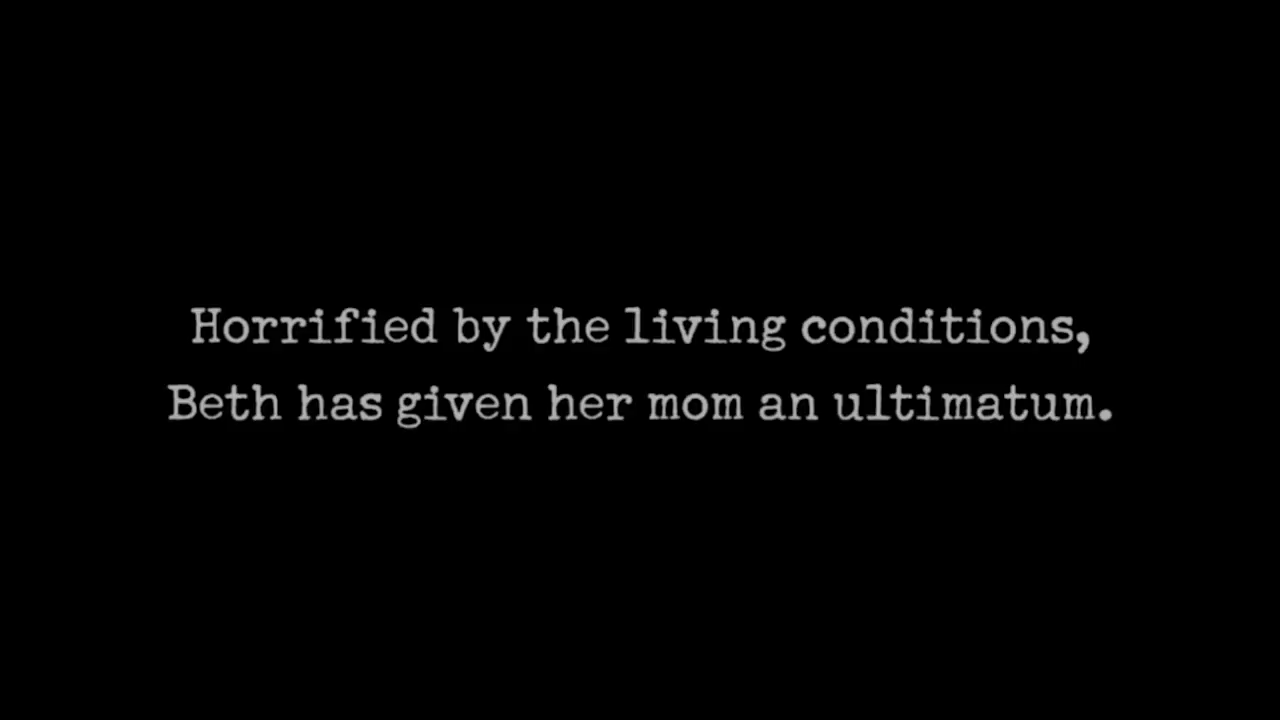 Horrified by the living conditions,
Beth has given her mom an ultimatum.